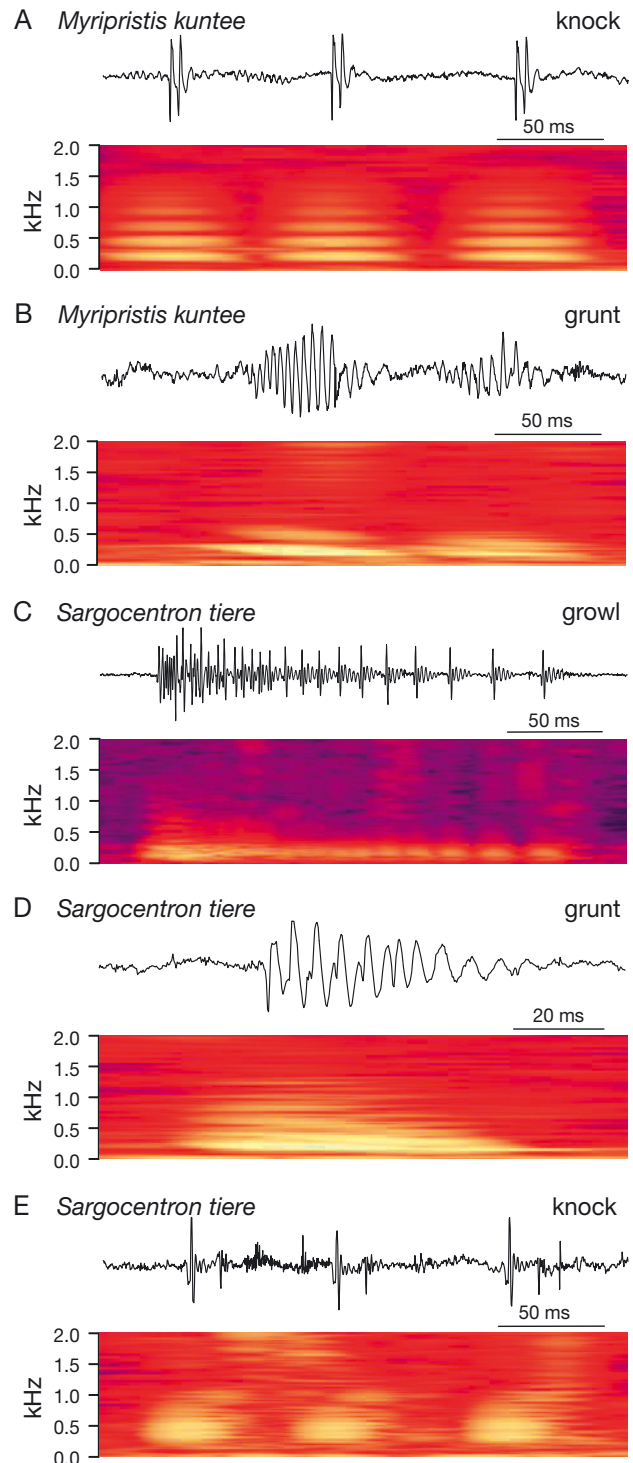 A Myripristis kuntee knock
50 ms
2.0
1.5
1.0
0.5
0.0
kHz
B Myripristis kuntee grunt
50 ms
2.0
1.5
1.0
0.5
0.0
kHz
C Sargocentron tiere growl
50 ms
2.0
1.5
1.0
0.5
0.0
kHz
D Sargocentron tiere grunt
20 ms
2.0
1.5
1.0
0.5
0.0
kHz
E Sargocentron tiere knock
50 ms
2.0
1.5
1.0
0.5
0.0
kHz